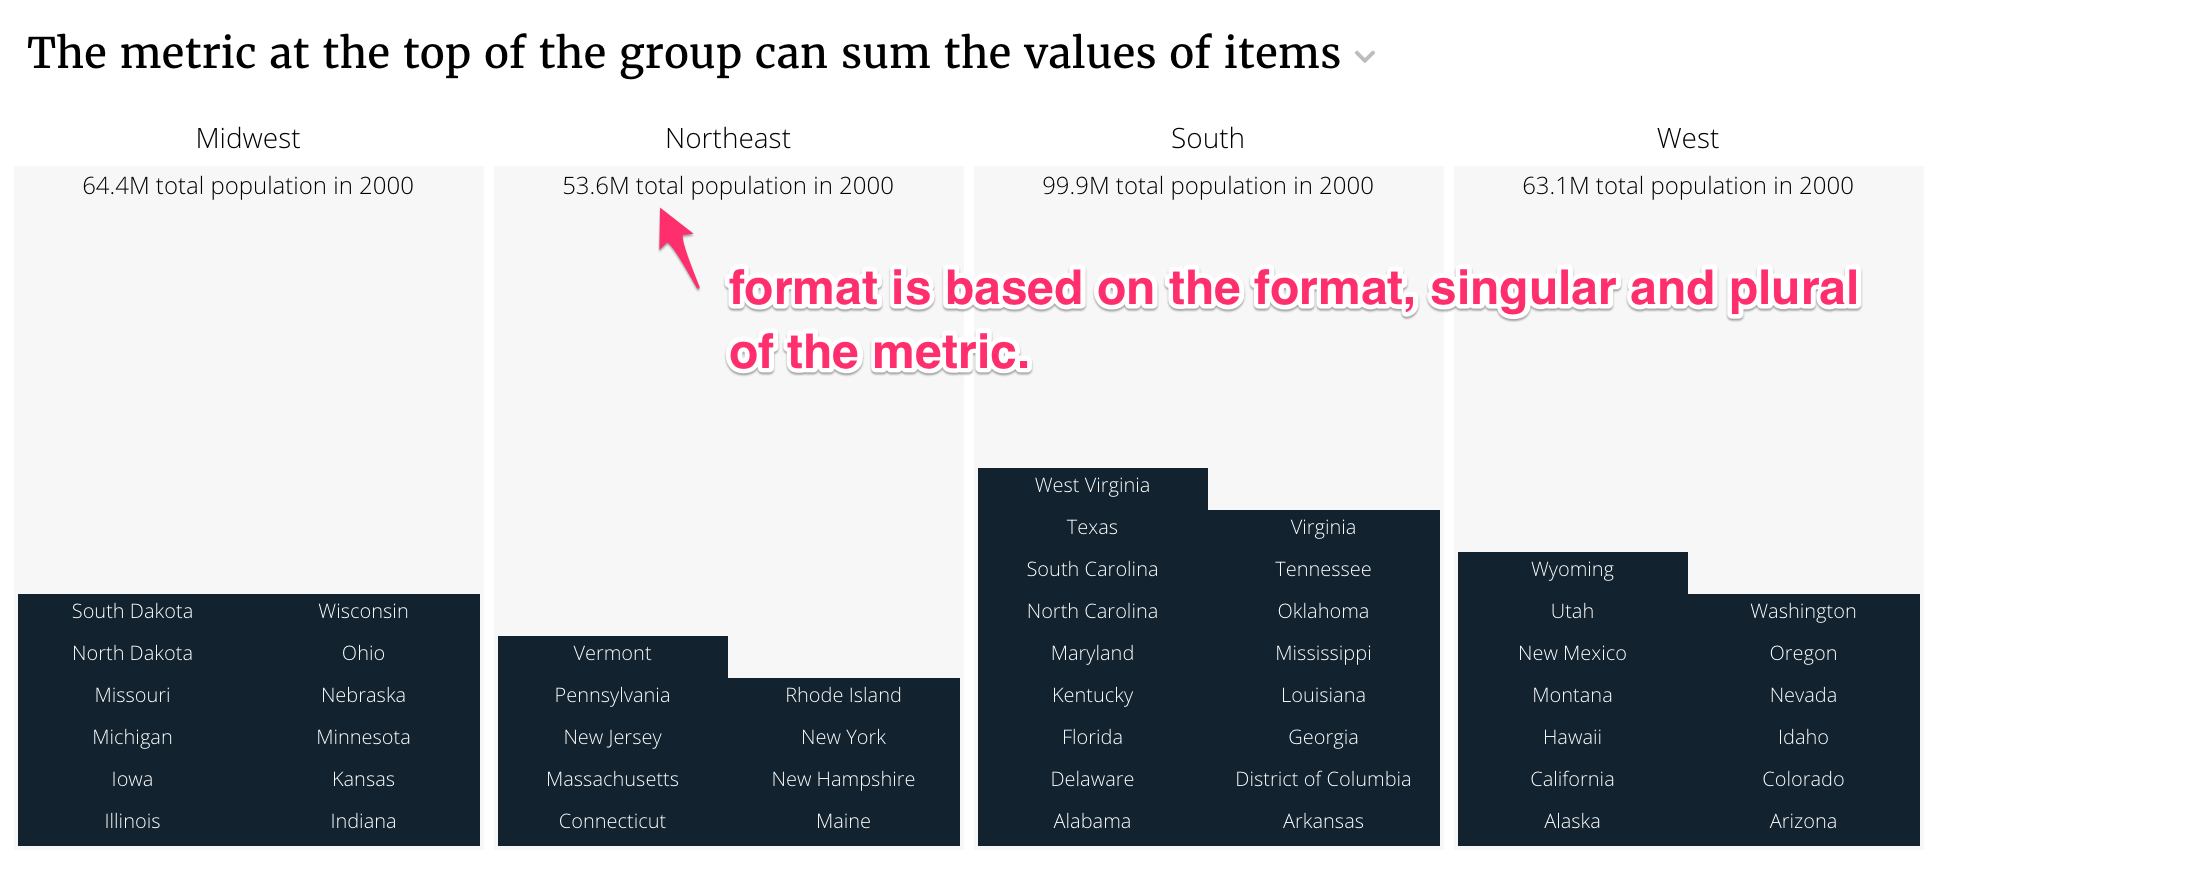 The metric at the top of the group can sum the values of items
Midwest
64.4M total population in 2000
South Dakota Wisconsin
North Dakota Ohio
Missouri Nebraska
Michigan Minnesota
Iowa Kansas
Illinois Indiana
Northeast
53.6M total population in 2000
format is based on the format, singular and plural
of the metric.
Vermont
Pennsylvania Rhode Island
New Jersey New York
Massachusetts New Hampshire
Connecticut Maine
South
99.9M total population in 2000
West Virginia
Texas Virginia
South Carolina Tennessee
North Carolina Oklahoma
Maryland Mississippi
Kentucky Louisiana
Florida Georgia
Delaware District of Columbia
Alabama Arkansas
West
63.1M total population in 2000
Wyoming
Utah Washington
New Mexico Oregon
Montana Nevada
Hawaii Idaho
California Colorado
Alaska Arizona